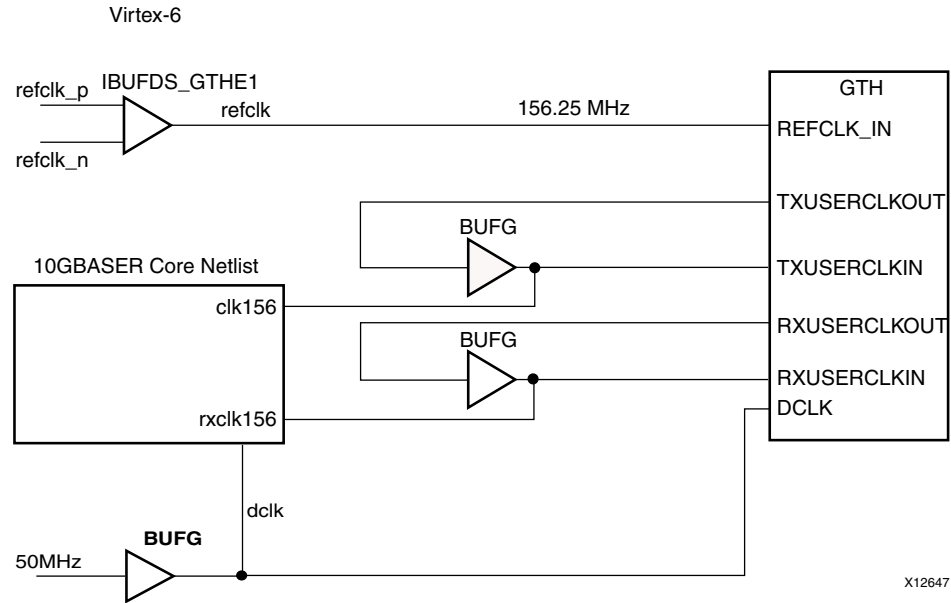 Virtex-6
IBUFDS_GTHE1
refclk_p
refclk
refclk_n
156.25 MHz
GTH
REFCLK_IN
TXUSERCLKOUT
BUFG
TXUSERCLKIN
10GBASER Core Netlist
clk156
RXUSERCLKOUT
BUFG
RXUSERCLKIN
rxclk156
DCLK
dclk
BUFG
50MHz
X12647